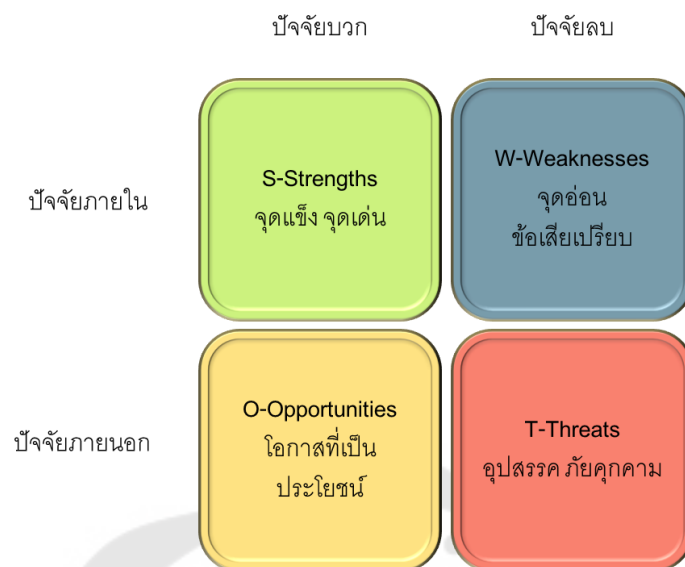 ปัจจัยบวก
ปัจจัยลบ
ปัจจัยภายใน
S-Strengths
จุดแข็ง จุดเด่น
W-Weaknesses
จุดอ่อน
ข้อเสียเปรียบ
ปัจจัยภายนอก
O-Opportunities
โอกาสที่เป็น
ประโยชน์
T-Threats
อุปสรรค ภัยคุกคาม